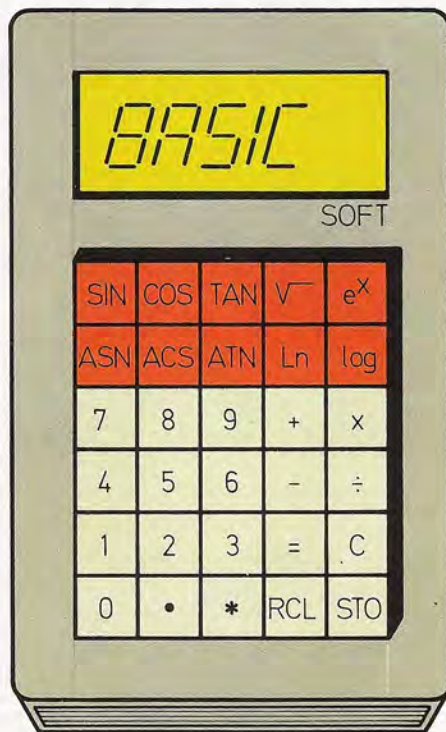 BASIC
SOFT
SIN COS TAN √‾ eˣ
ASN ACS ATN Ln log
7 8 9 + x
4 5 6 - ÷
1 2 3 = C
0 • * RCL STO